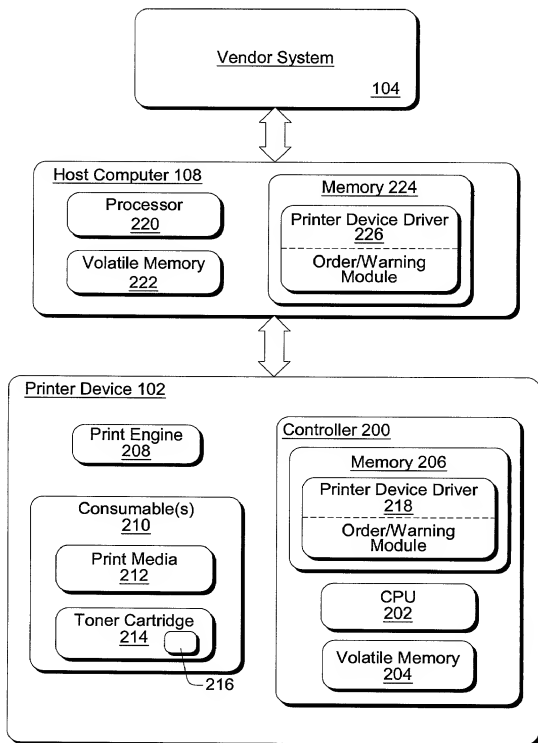 Vendor System
104
Host Computer 108
Processor
220
Volatile Memory
222
Memory 224
Printer Device Driver
226
Order/Warning
Module
Printer Device 102
Print Engine
208
Consumable(s)
210
Print Media
212
Toner Cartridge
214
216
Controller 200
Memory 206
Printer Device Driver
218
Order/Warning
Module
CPU
202
Volatile Memory
204